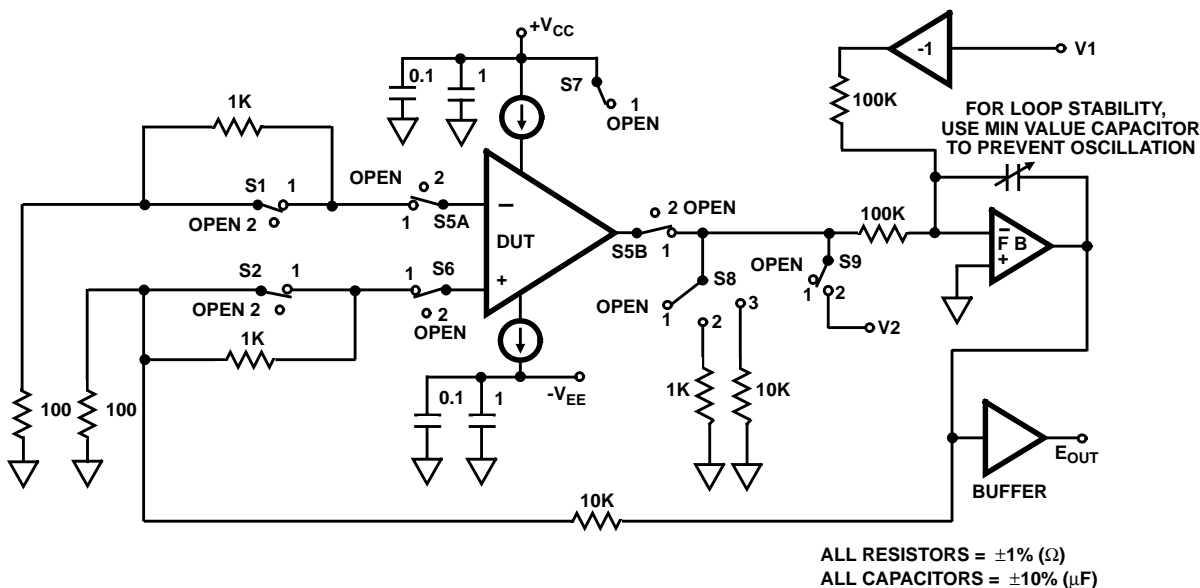 +VCC
-1
V1
0.1
1
S7
1
OPEN
100K
FOR LOOP STABILITY,
USE MIN VALUE CAPACITOR
TO PREVENT OSCILLATION
1K
OPEN
2
S1
1
OPEN 2
1
S5A
−
DUT
+
2 OPEN
S5B
1
100K
−
F B
+
S2
1
OPEN 2
1
S6
2
OPEN
S8
OPEN
1
2
3
S9
OPEN
1
2
V2
1K
0.1
1
-VEE
1K
10K
100
100
EOUT
BUFFER
10K
ALL RESISTORS = ±1% (Ω)
ALL CAPACITORS = ±10% (μF)